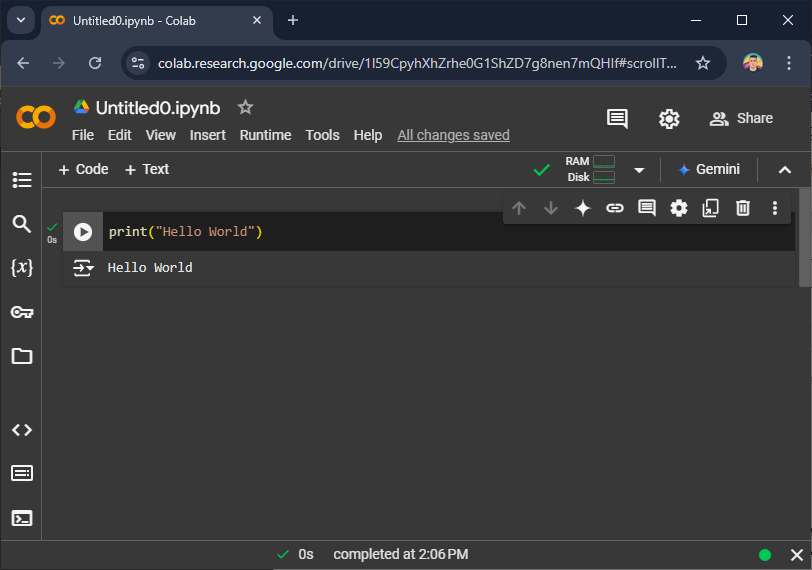 Untitled0.ipynb - Colab
colab.research.google.com/drive/1I59CpyhXhZrhe0G1ShZD7g8nen7mQHIf#scrollT...
Untitled0.ipynb
File Edit View Insert Runtime Tools Help All changes saved
Share
+ Code + Text
RAM
Disk
Gemini
print("Hello World")
0s
{x}
Hello World
0s completed at 2:06 PM